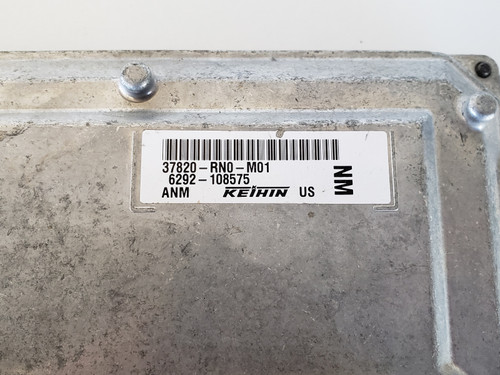 37820-RN0-M01
6292-108575
ANM KEIHIN US
NM